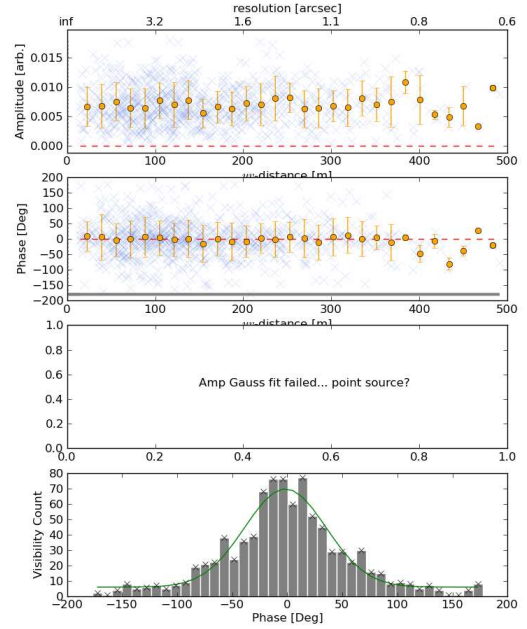 resolution [arcsec]
inf 3.2 1.6 1.1 0.8 0.6
Amplitude [arb.]
0.015
0.010
0.005
0.000
0 100 200 300 400 500
-distance [m]
Phase [Deg]
200
150
100
50
0
−50
−100
−150
−200
0 100 200 300 400 500
-distance [m]
1.0
0.8
0.6
0.4
0.2
0.0
Amp Gauss fit failed... point source?
0.0 0.2 0.4 0.6 0.8 1.0
Visibility Count
80
70
60
50
40
30
20
10
0
−200 −150 −100 −50 0 50 100 150 200
Phase [Deg]